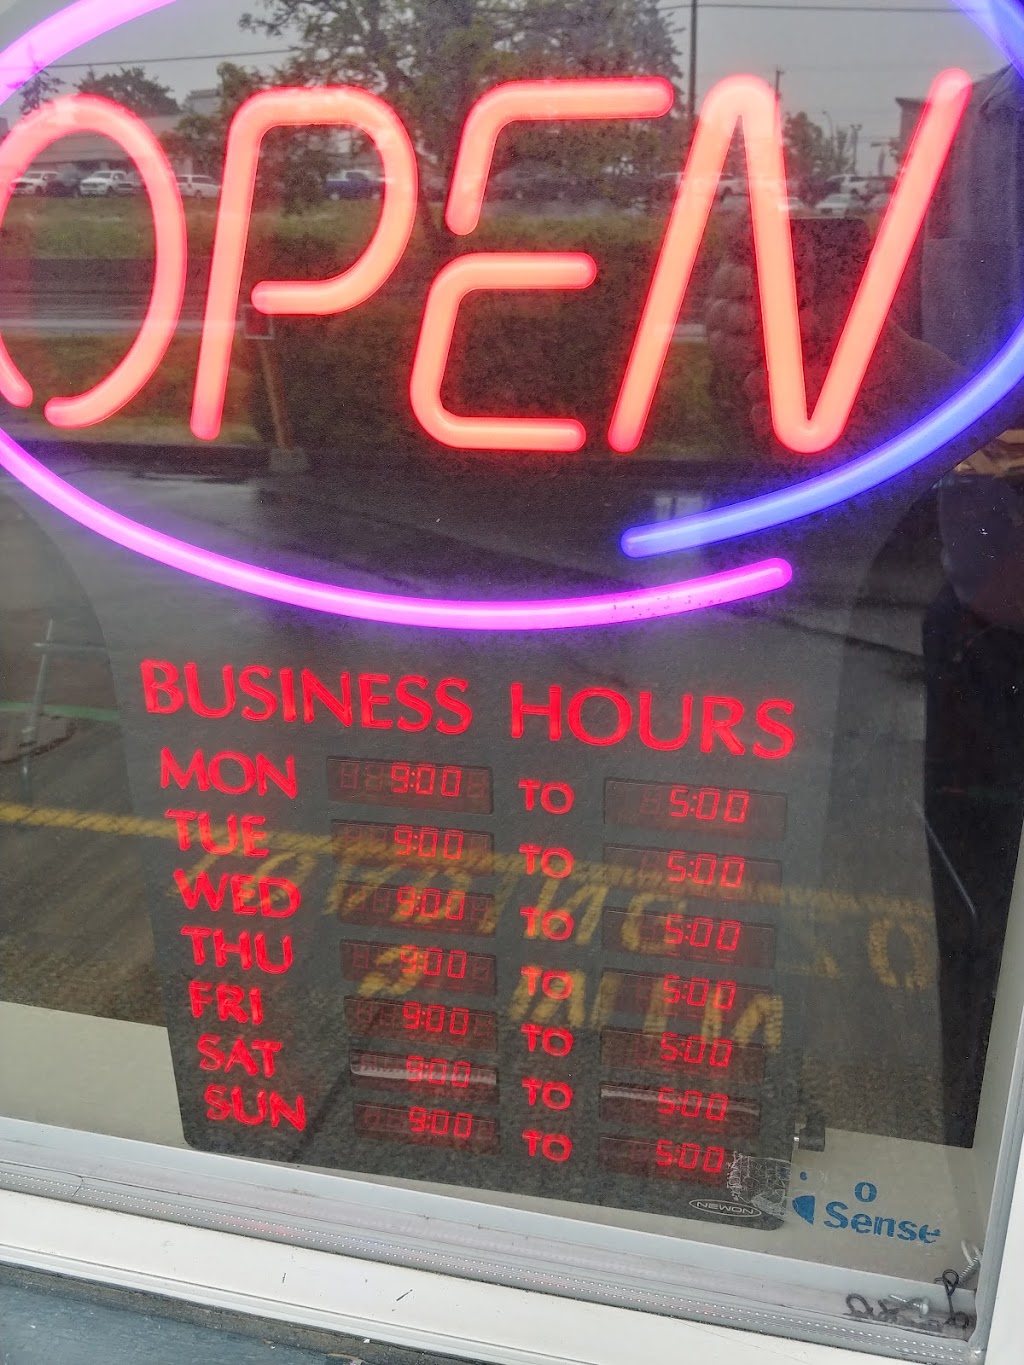 OPEN
BUSINESS HOURS
MON 9:00 TO 5:00
TUE 9:00 TO 5:00
WED 9:00 TO 5:00
THU 9:00 TO 5:00
FRI 9:00 TO 5:00
SAT 9:00 TO 5:00
SUN 9:00 TO 5:00
NEWON
Sense